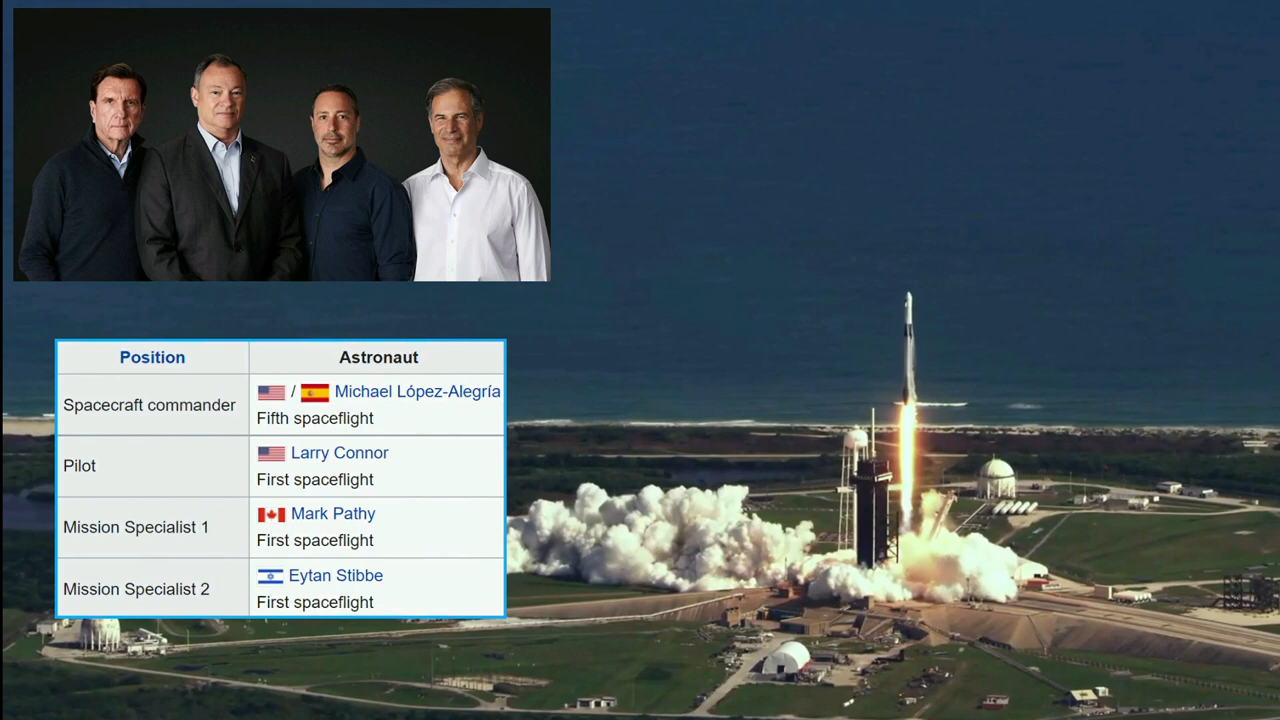 Position Astronaut
Spacecraft commander
/ Michael López-Alegría
Fifth spaceflight
Pilot
Larry Connor
First spaceflight
Mission Specialist 1
Mark Pathy
First spaceflight
Mission Specialist 2
Eytan Stibbe
First spaceflight